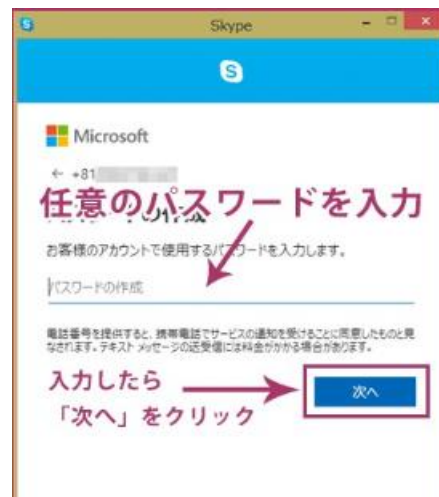 Skype
Microsoft
← +81
任意のパスワードを入力
の作成
お客様のアカウントで使用するパスワードを入力します。
パスワードの作成
電話番号を提供すると、携帯電話でサービスの通知を受けることに同意したものと見
なされます。テキスト メッセージの送受信には料金がかかる場合があります。
入力したら
次へ
「次へ」をクリック